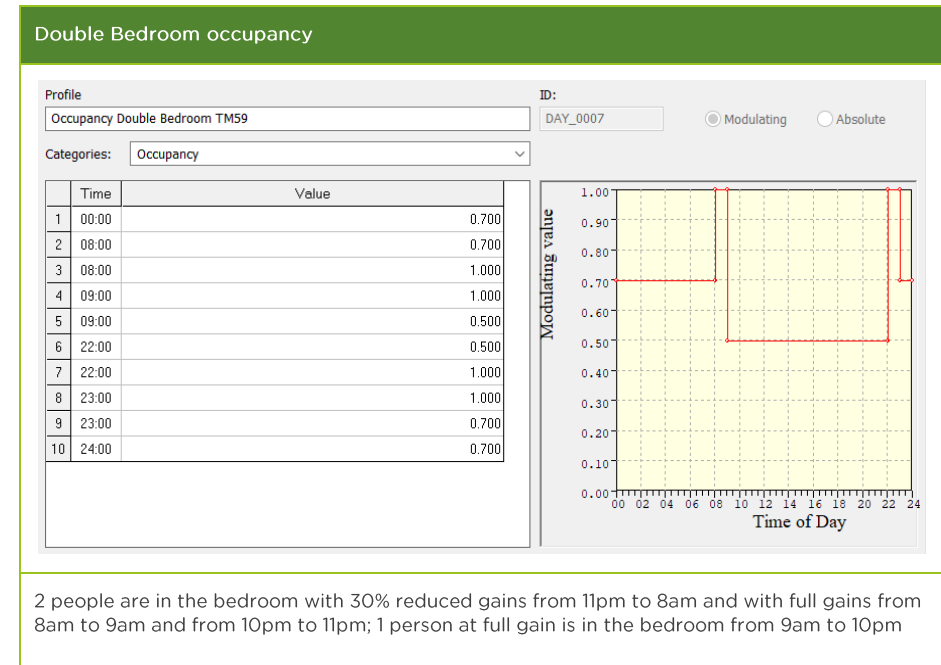 Double Bedroom occupancy
Profile
ID:
Occupancy Double Bedroom TM59
DAY_0007
Modulating
Absolute
Categories:
Occupancy
Time Value
1 00:00 0.700
2 08:00 0.700
3 08:00 1.000
4 09:00 1.000
5 09:00 0.500
6 22:00 0.500
7 22:00 1.000
8 23:00 1.000
9 23:00 0.700
10 24:00 0.700
Modulating value
1.00
0.90
0.80
0.70
0.60
0.50
0.40
0.30
0.20
0.10
0.00
00 02 04 06 08 10 12 14 16 18 20 22 24
Time of Day
2 people are in the bedroom with 30% reduced gains from 11pm to 8am and with full gains from
8am to 9am and from 10pm to 11pm; 1 person at full gain is in the bedroom from 9am to 10pm